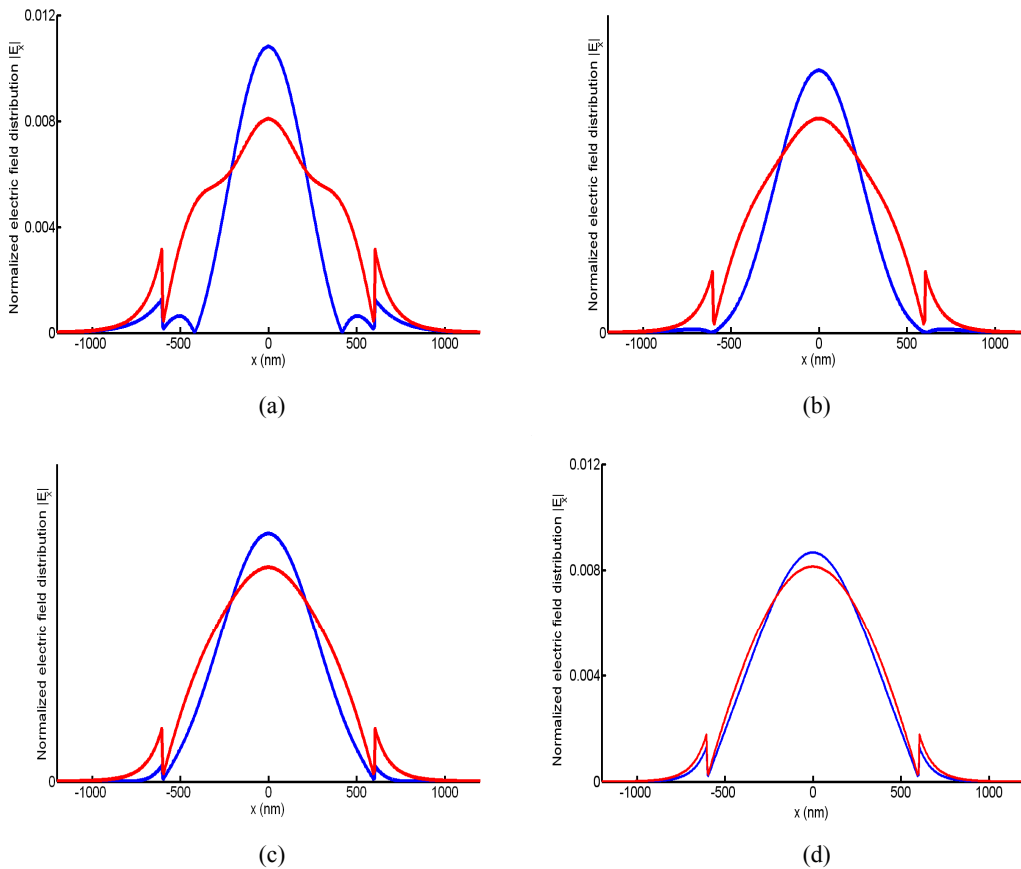 0.012
0.008
0.004
0
Normalized electric field distribution |Ex|
-1000 -500 0 500 1000
x (nm)
(a)
0
Normalized electric field distribution |Ex|
-1000 -500 0 500 1000
x (nm)
(b)
0
Normalized electric field distribution |Ex|
-1000 -500 0 500 1000
x (nm)
(c)
0.012
0.008
0.004
0
Normalized electric field distribution |Ex|
-1000 -500 0 500 1000
x (nm)
(d)